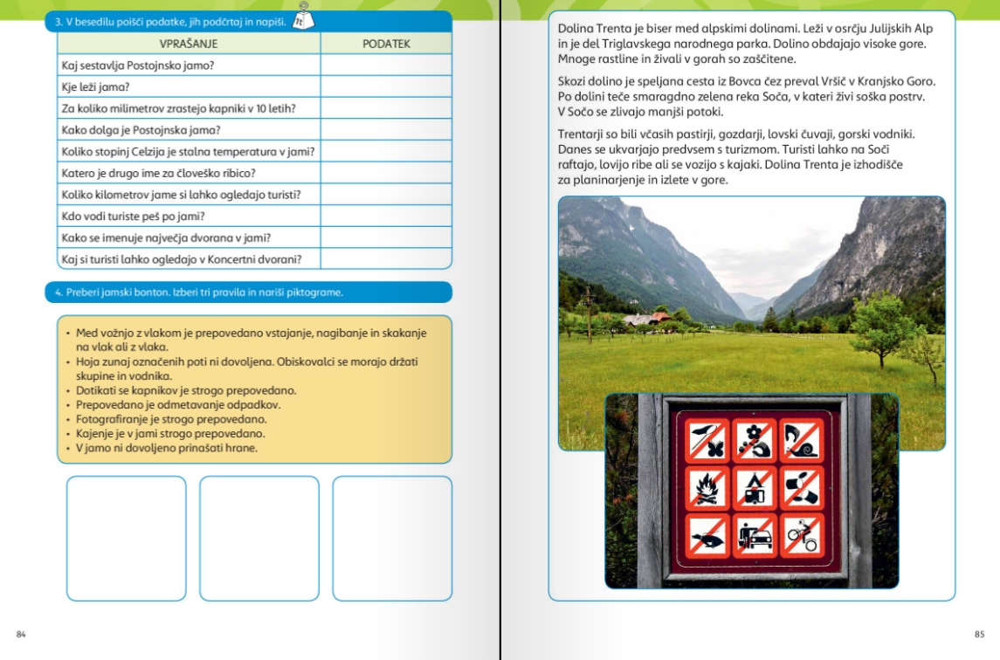 3. V besedilu poišči podatke, jih podčrtaj in napiši.
VPRAŠANJE PODATEK
Kaj sestavlja Postojnsko jamo?
Kje leži jama?
Za koliko milimetrov zrastejo kapniki v 10 letih?
Kako dolga je Postojnska jama?
Koliko stopinj Celzija je stalna temperatura v jami?
Katero je drugo ime za človeško ribico?
Koliko kilometrov jame si lahko ogledajo turisti?
Kdo vodi turiste peš po jami?
Kako se imenuje največja dvorana v jami?
Kaj si turisti lahko ogledajo v Koncertni dvorani?
4. Preberi jamski bonton. Izberi tri pravila in nariši piktograme.
• Med vožnjo z vlakom je prepovedano vstajanje, nagibanje in skakanje
na vlak ali z vlaka.
• Hoja zunaj označenih poti ni dovoljena. Obiskovalci se morajo držati
skupine in vodnika.
• Dotikati se kapnikov je strogo prepovedano.
• Prepovedano je odmetavanje odpadkov.
• Fotografiranje je strogo prepovedano.
• Kajenje je v jami strogo prepovedano.
• V jamo ni dovoljeno prinašati hrane.
84
Dolina Trenta je biser med alpskimi dolinami. Leži v osrčju Julijskih Alp
in je del Triglavskega narodnega parka. Dolino obdajajo visoke gore.
Mnoge rastline in živali v gorah so zaščitene.
Skozi dolino je speljana cesta iz Bovca čez preval Vršič v Kranjsko Goro.
Po dolini teče smaragdno zelena reka Soča, v kateri živi soška postrv.
V Sočo se zlivajo manjši potoki.
Trentarji so bili včasih pastirji, gozdarji, lovski čuvaji, gorski vodniki.
Danes se ukvarjajo predvsem s turizmom. Turisti lahko na Soči
raftajo, lovijo ribe ali se vozijo s kajaki. Dolina Trenta je izhodišče
za planinarjenje in izlete v gore.
85